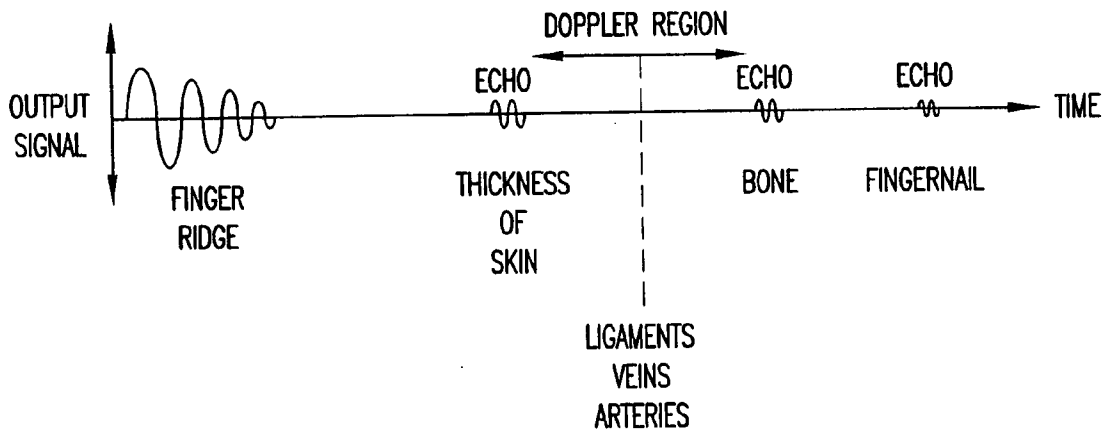 DOPPLER REGION
ECHO
ECHO
ECHO
OUTPUT
SIGNAL
TIME
FINGER
RIDGE
THICKNESS
OF
SKIN
BONE
FINGERNAIL
LIGAMENTS
VEINS
ARTERIES